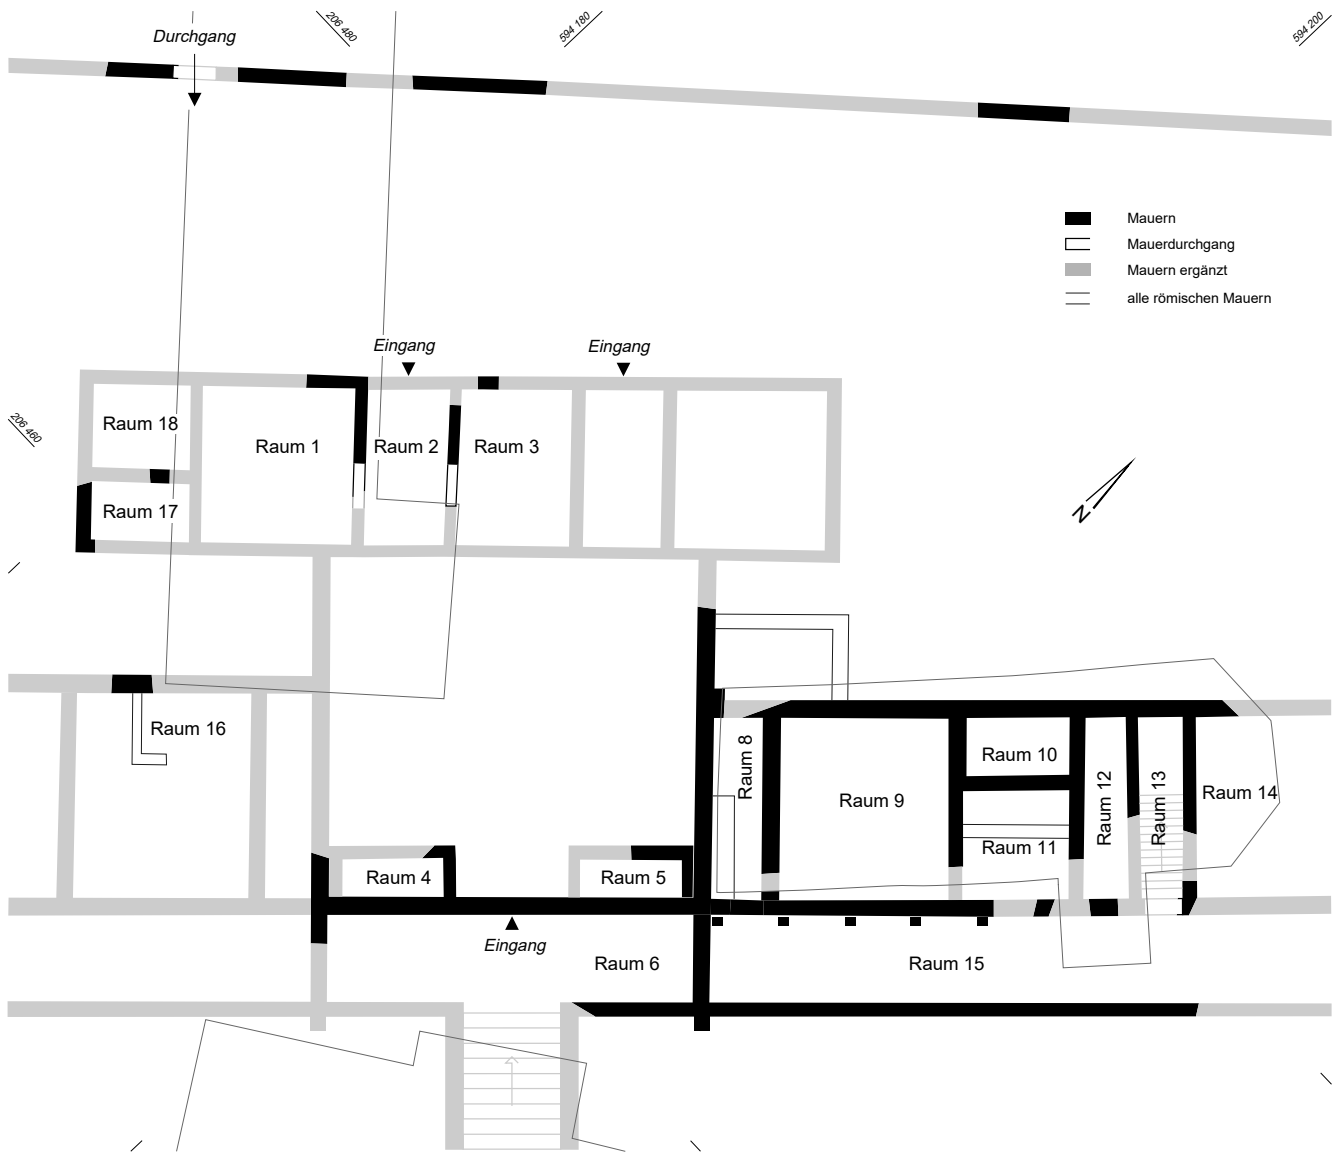 206 480
594 180
594 200
Durchgang
Mauern
Mauerdurchgang
Mauern ergänzt
alle römischen Mauern
Eingang
Eingang
206 460
Raum 18
Raum 1
Raum 2
Raum 3
Raum 17
N
Raum 16
Raum 8
Raum 9
Raum 10
Raum 11
Raum 12
Raum 13
Raum 14
Raum 4
Raum 5
Eingang
Raum 6
Raum 15